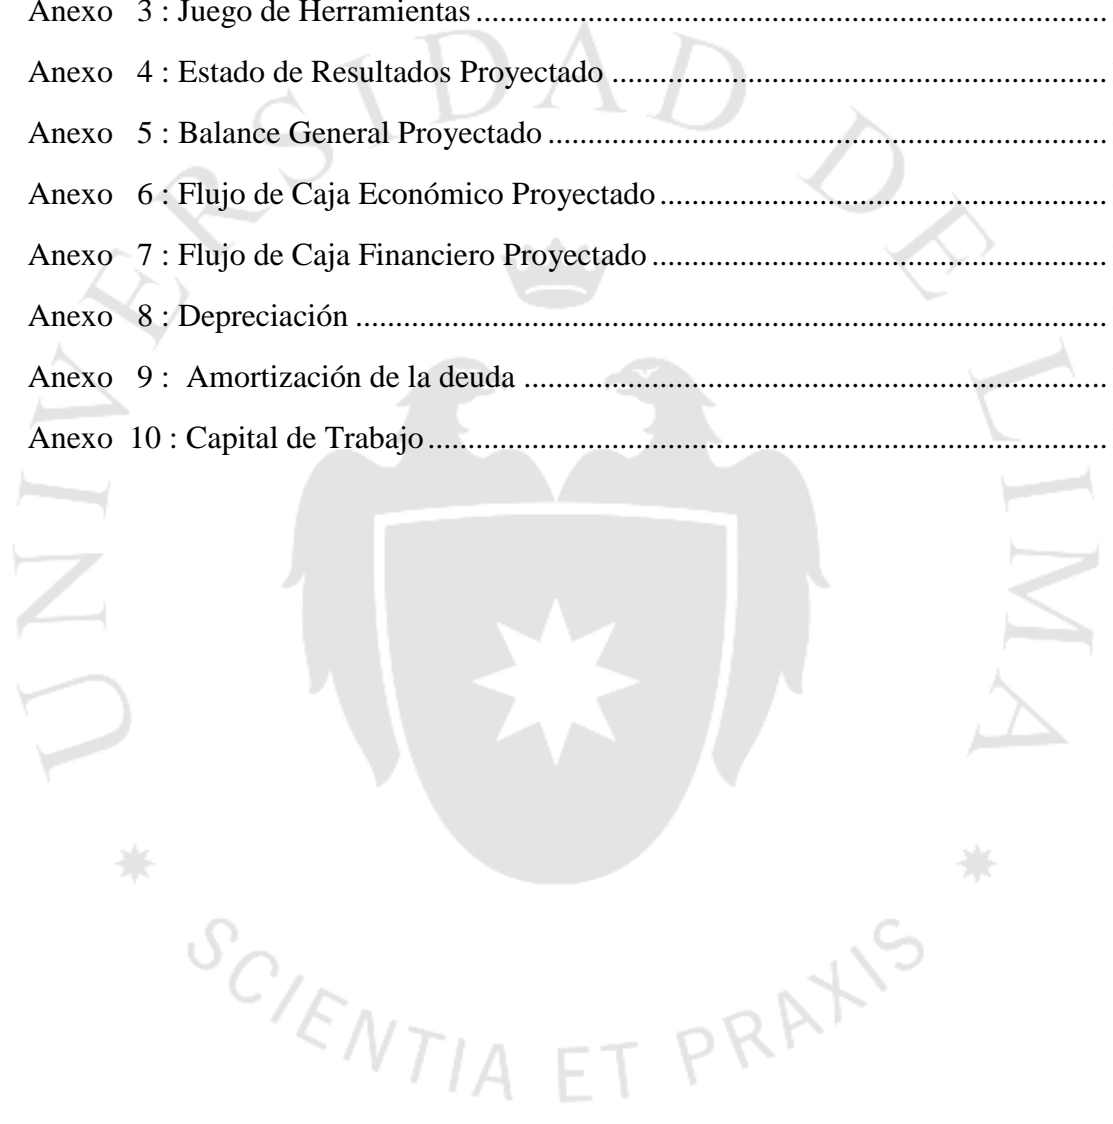 Anexo 3 : Juego de Herramientas ................................................................................
Anexo 4 : Estado de Resultados Proyectado ..............................................................
Anexo 5 : Balance General Proyectado ......................................................................
Anexo 6 : Flujo de Caja Económico Proyectado ........................................................
Anexo 7 : Flujo de Caja Financiero Proyectado .........................................................
Anexo 8 : Depreciación ..............................................................................................
Anexo 9 : Amortización de la deuda .........................................................................
Anexo 10 : Capital de Trabajo .....................................................................................
UNIVERSIDAD DE LIMA
SCIENTIA ET PRAXIS